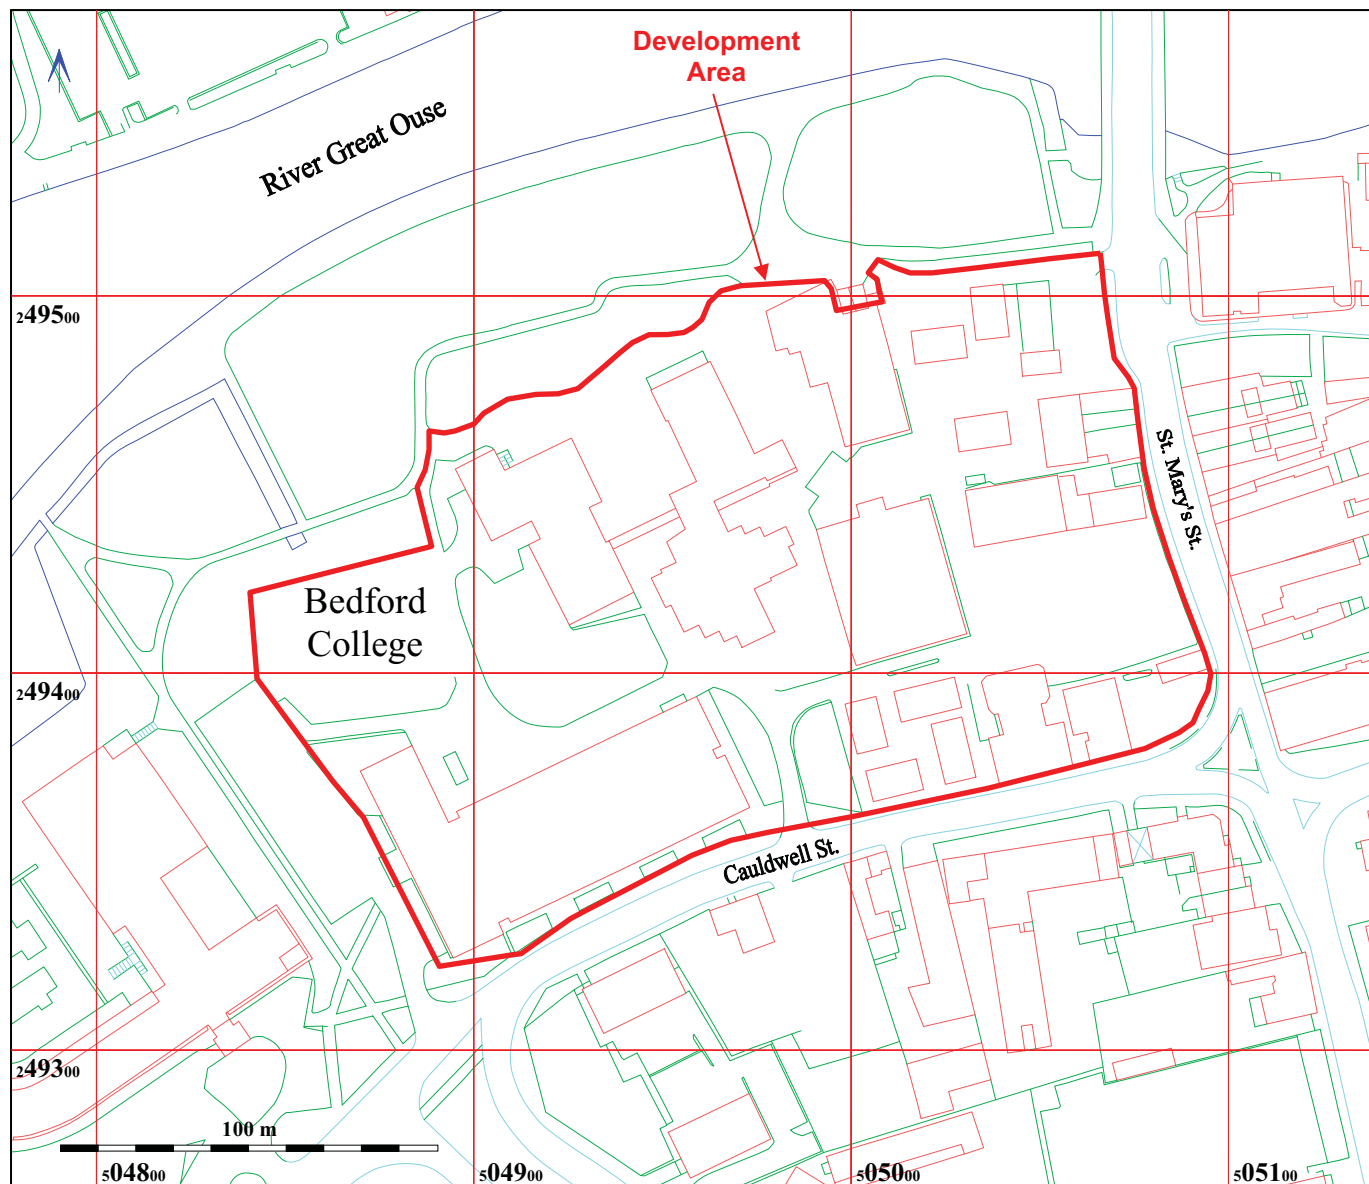 Development
Area
River Great Ouse
249500
St. Mary's St.
Bedford
College
249400
Cauldwell St.
249300
100 m
504800
504900
505000
505100